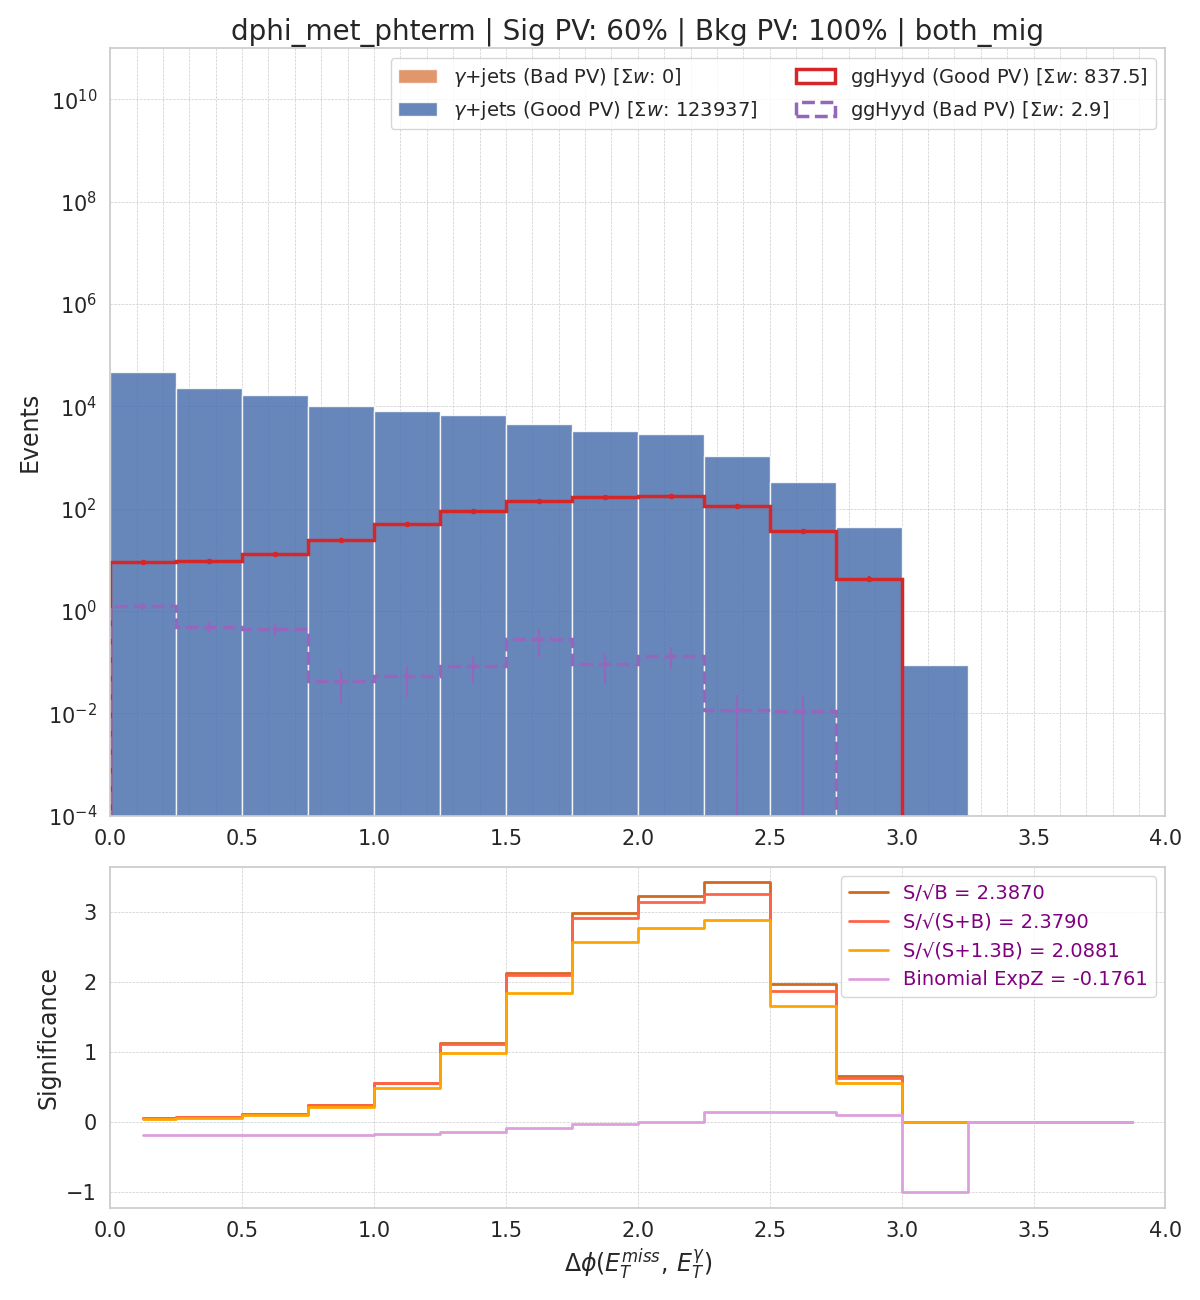 dphi_met_phterm | Sig PV: 60% | Bkg PV: 100% | both_mig
γ+jets (Bad PV) [Σw: 0]
γ+jets (Good PV) [Σw: 123937]
ggHyyd (Good PV) [Σw: 837.5]
ggHyyd (Bad PV) [Σw: 2.9]
Events
10^10
10^8
10^6
10^4
10^2
10^0
10^−2
10^−4
0.0 0.5 1.0 1.5 2.0 2.5 3.0 3.5 4.0
S/√B = 2.3870
S/√(S+B) = 2.3790
S/√(S+1.3B) = 2.0881
Binomial ExpZ = -0.1761
Significance
3
2
1
0
−1
0.0 0.5 1.0 1.5 2.0 2.5 3.0 3.5 4.0
Δϕ(E_T^miss, E_T^γ)